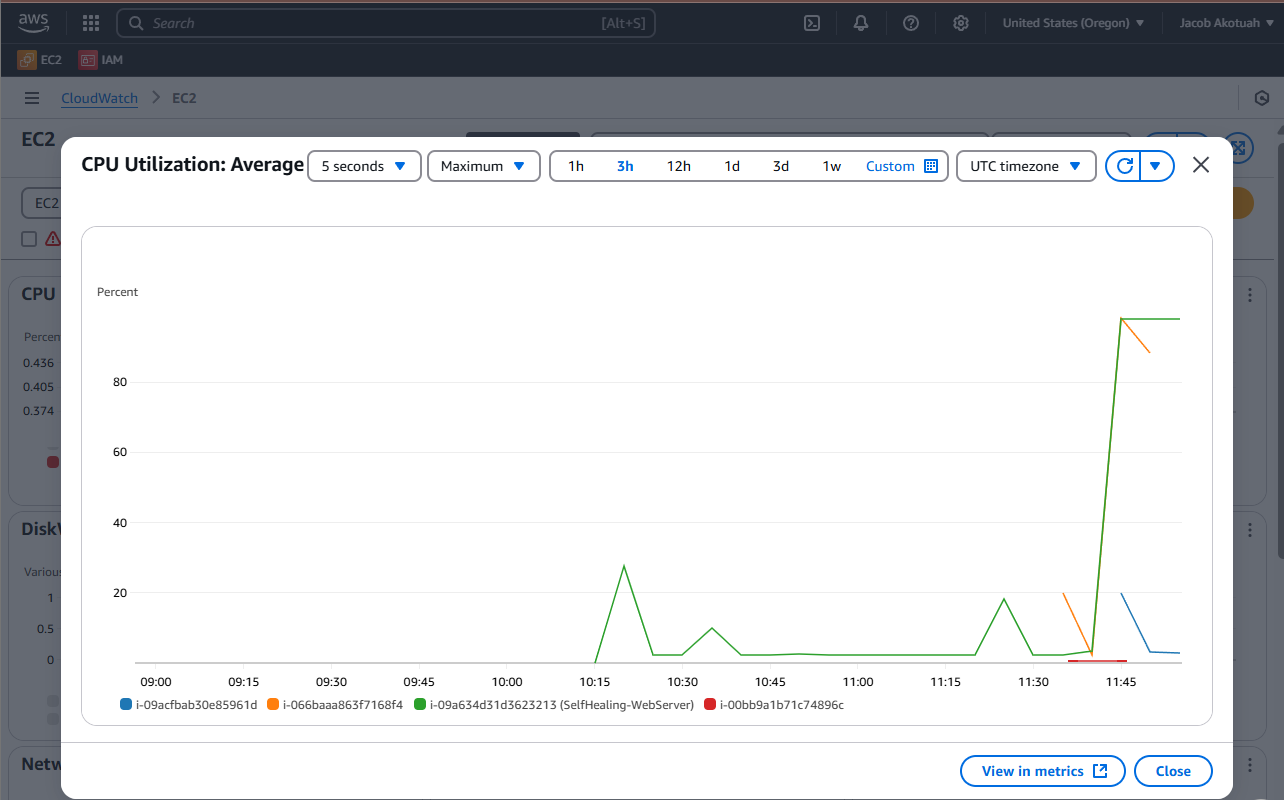 aws
Search [Alt+S]
United States (Oregon) Jacob Akotuah
EC2 IAM
CloudWatch EC2
EC2
CPU Utilization: Average 5 seconds Maximum 1h 3h 12h 1d 3d 1w Custom UTC timezone
EC2
CPU
Percen
0.436
0.405
0.374
DiskW
Various
1
0.5
0
Netw
Percent
80
60
40
20
09:00 09:15 09:30 09:45 10:00 10:15 10:30 10:45 11:00 11:15 11:30 11:45
i-09acfbab30e85961d i-066baaa863f7168f4 i-09a634d31d3623213 (SelfHealing-WebServer) i-00bb9a1b71c74896c
View in metrics Close